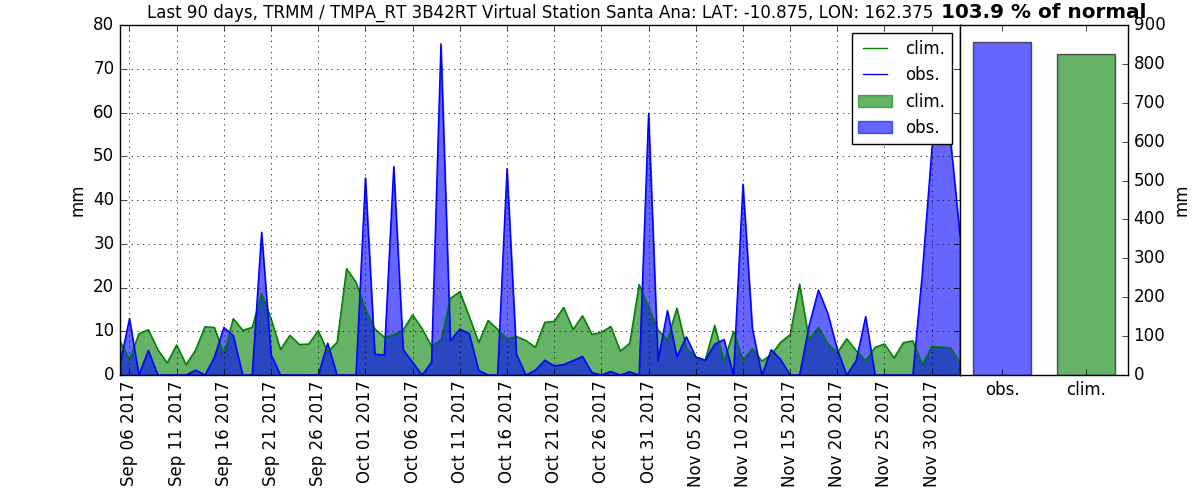 Last 90 days, TRMM / TMPA_RT 3B42RT Virtual Station Santa Ana: LAT: -10.875, LON: 162.375 103.9 % of normal
80
70
60
50
40
30
20
10
0
mm
clim.
obs.
clim.
obs.
900
800
700
600
500
400
300
200
100
0
mm
Sep 06 2017
Sep 11 2017
Sep 16 2017
Sep 21 2017
Sep 26 2017
Oct 01 2017
Oct 06 2017
Oct 11 2017
Oct 16 2017
Oct 21 2017
Oct 26 2017
Oct 31 2017
Nov 05 2017
Nov 10 2017
Nov 15 2017
Nov 20 2017
Nov 25 2017
Nov 30 2017
obs.
clim.